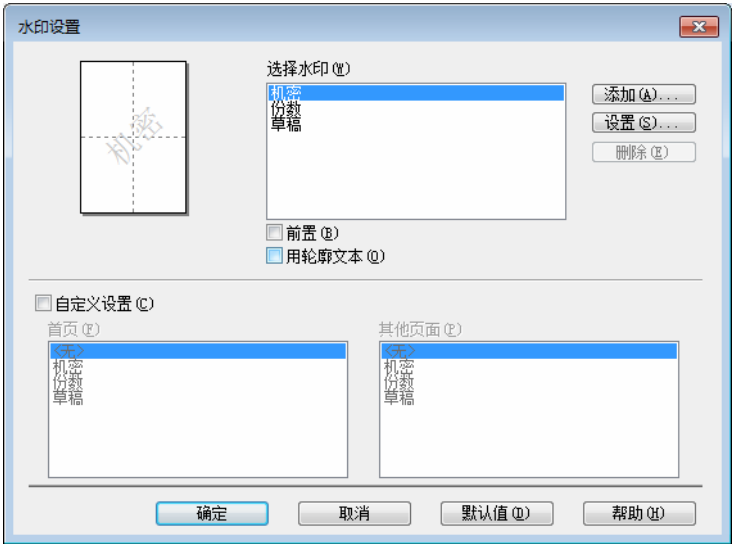 水印设置
机密
选择水印(W)
机密
份数
草稿
添加(A)...
设置(S)...
删除(E)
前置(B)
用轮廓文本(O)
自定义设置(C)
首页(F)
<无>
机密
份数
草稿
其他页面(P)
<无>
机密
份数
草稿
确定
取消
默认值(D)
帮助(H)